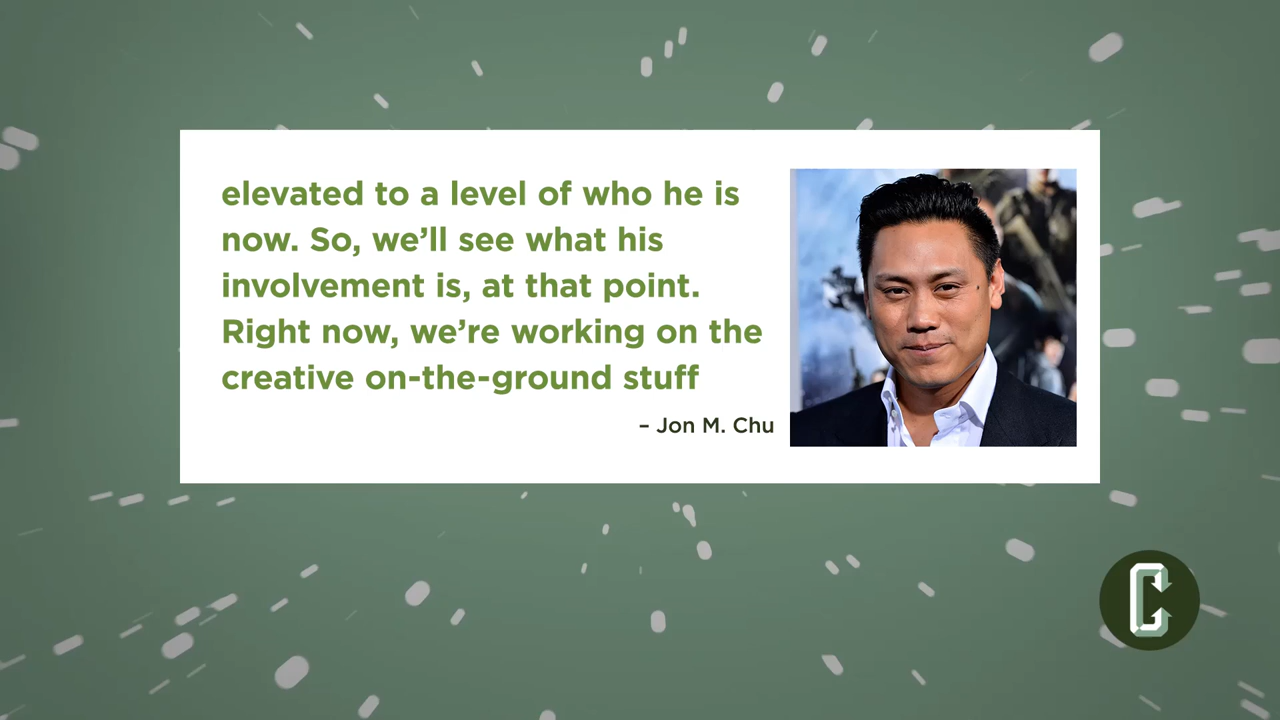 elevated to a level of who he is
now. So, we’ll see what his
involvement is, at that point.
Right now, we’re working on the
creative on-the-ground stuff
– Jon M. Chu
C